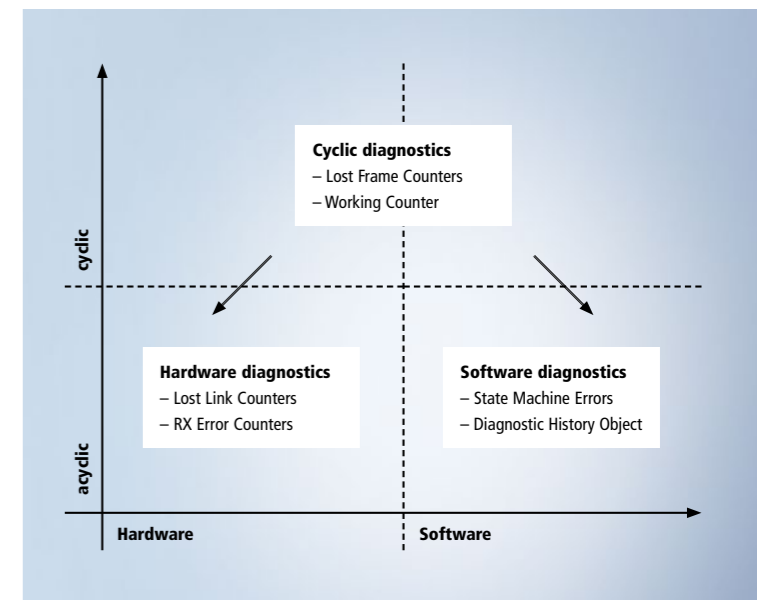 Cyclic diagnostics
– Lost Frame Counters
– Working Counter
cyclic
Hardware diagnostics
– Lost Link Counters
– RX Error Counters
Software diagnostics
– State Machine Errors
– Diagnostic History Object
acyclic
Hardware
Software